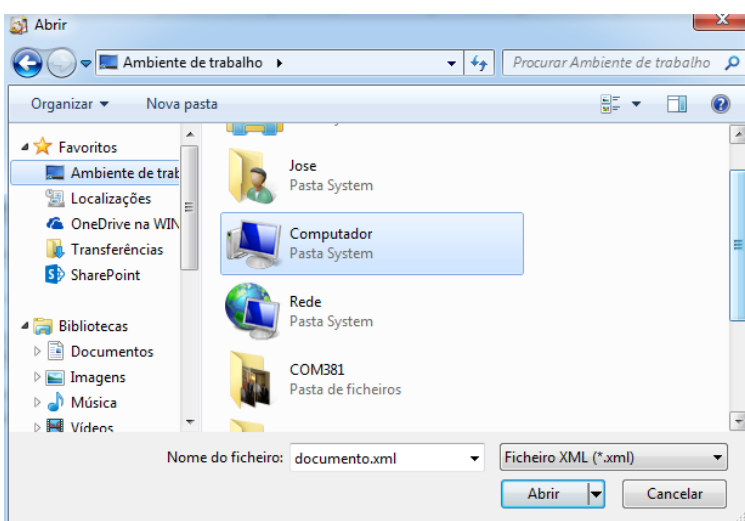 Abrir
Ambiente de trabalho
Procurar Ambiente de trabalho
Organizar
Nova pasta
Favoritos
Ambiente de trab
Localizações
OneDrive na WIN
Transferências
SharePoint
Bibliotecas
Documentos
Imagens
Música
Vídeos
Jose
Pasta System
Computador
Pasta System
Rede
Pasta System
COM381
Pasta de ficheiros
Nome do ficheiro: documento.xml
Ficheiro XML (*.xml)
Abrir
Cancelar